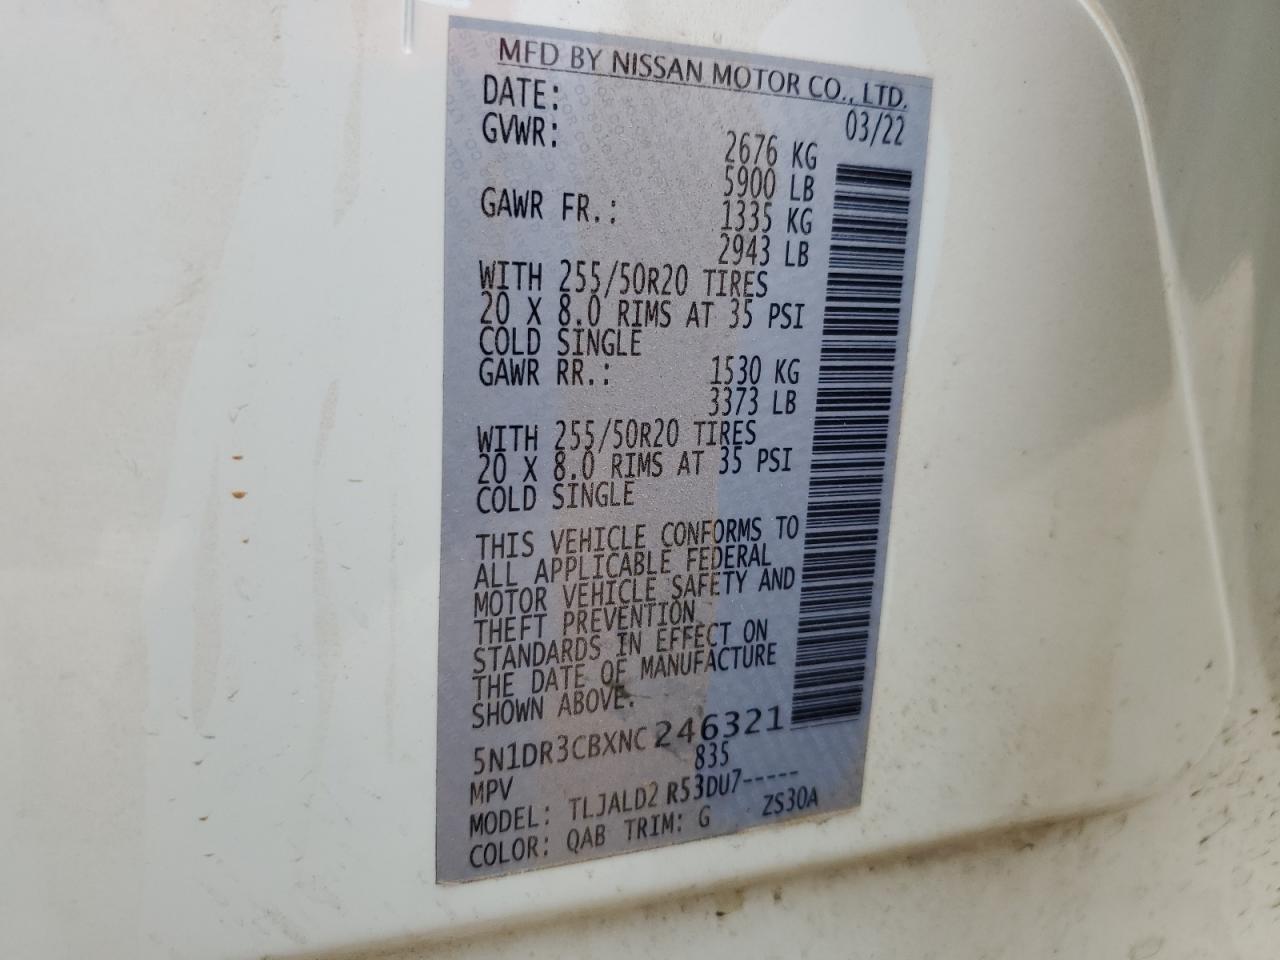 MFD BY NISSAN MOTOR CO., LTD.
DATE: 03/22
GVWR: 2676 KG
5900 LB
GAWR FR.: 1335 KG
2943 LB
WITH 255/50R20 TIRES
20 X 8.0 RIMS AT 35 PSI
COLD SINGLE
GAWR RR.: 1530 KG
3373 LB
WITH 255/50R20 TIRES
20 X 8.0 RIMS AT 35 PSI
COLD SINGLE
THIS VEHICLE CONFORMS TO
ALL APPLICABLE FEDERAL
MOTOR VEHICLE SAFETY AND
THEFT PREVENTION
STANDARDS IN EFFECT ON
THE DATE OF MANUFACTURE
SHOWN ABOVE.
5N1DR3CBXNC246321
MPV 835
MODEL: TLJALD2 R53DU7-----
COLOR: QAB TRIM: G ZS30A